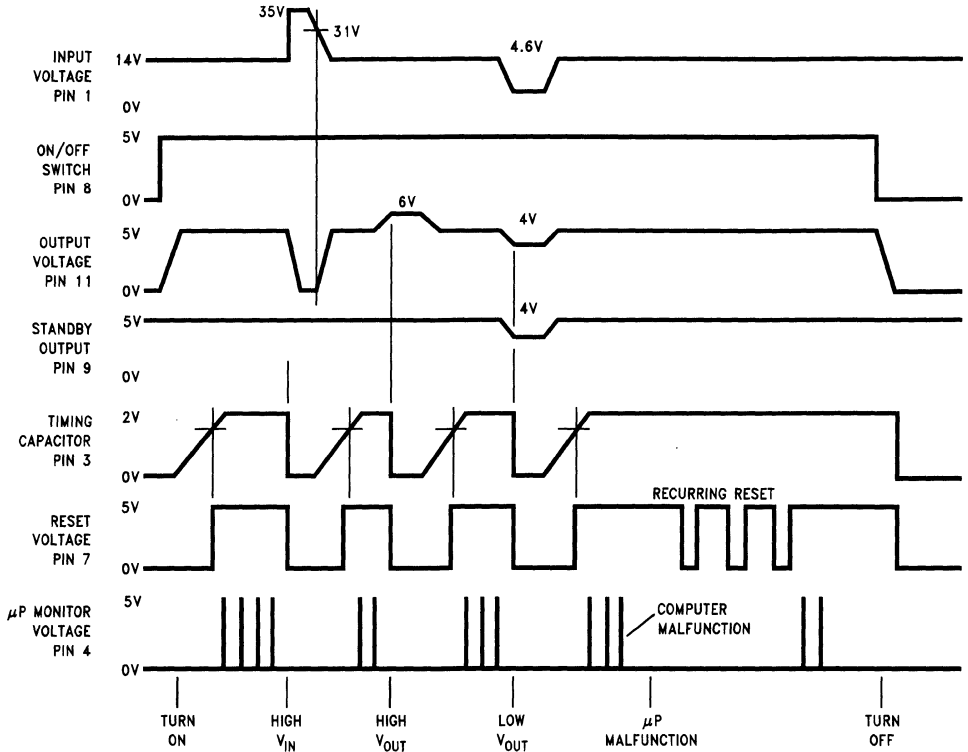 35V
31V
14V
4.6V
INPUT
VOLTAGE
PIN 1
0V
5V
ON/OFF
SWITCH
PIN 8
0V
6V
5V
4V
OUTPUT
VOLTAGE
PIN 11
0V
5V
4V
STANDBY
OUTPUT
PIN 9
0V
2V
TIMING
CAPACITOR
PIN 3
0V
RECURRING RESET
5V
RESET
VOLTAGE
PIN 7
0V
5V
μP MONITOR
VOLTAGE
PIN 4
COMPUTER
MALFUNCTION
0V
TURN
ON
HIGH
VIN
HIGH
VOUT
LOW
VOUT
μP
MALFUNCTION
TURN
OFF